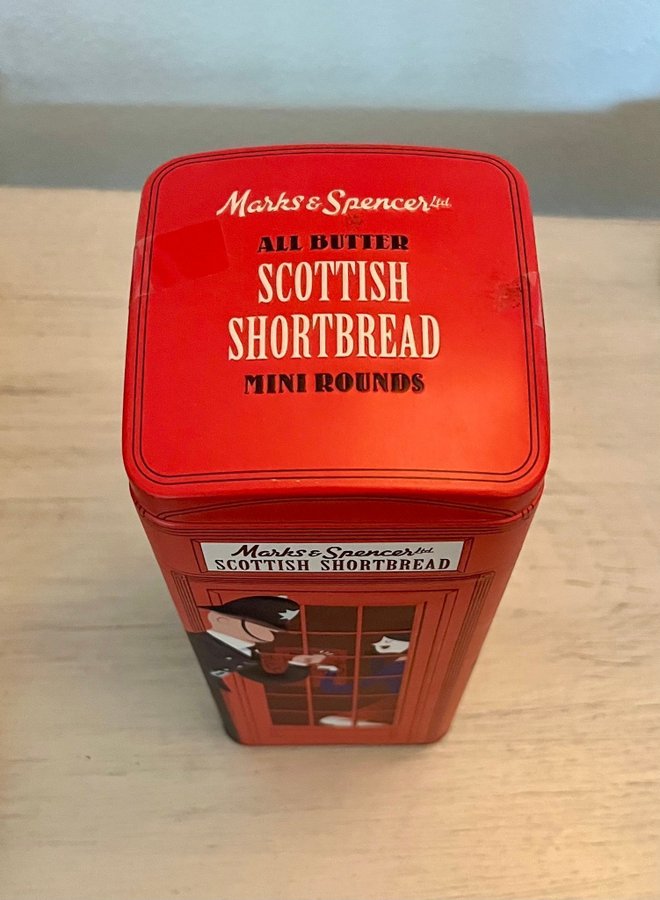 Marks & Spencer Ltd.
ALL BUTTER
SCOTTISH
SHORTBREAD
MINI ROUNDS
Marks & Spencer Ltd.
SCOTTISH SHORTBREAD